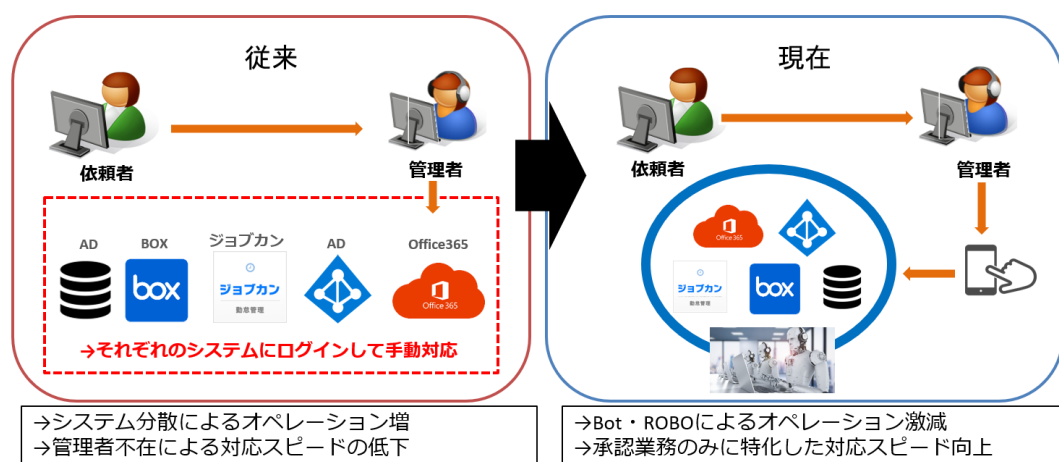 従来
依頼者
管理者
AD
BOX
ジョブカン
AD
Office365
box
ジョブカン
勤怠管理
Office 365
→それぞれのシステムにログインして手動対応
→システム分散によるオペレーション増
→管理者不在による対応スピードの低下
現在
依頼者
管理者
Office 365
ジョブカン
勤怠管理
box
→Bot・ROBOによるオペレーション激減
→承認業務のみに特化した対応スピード向上